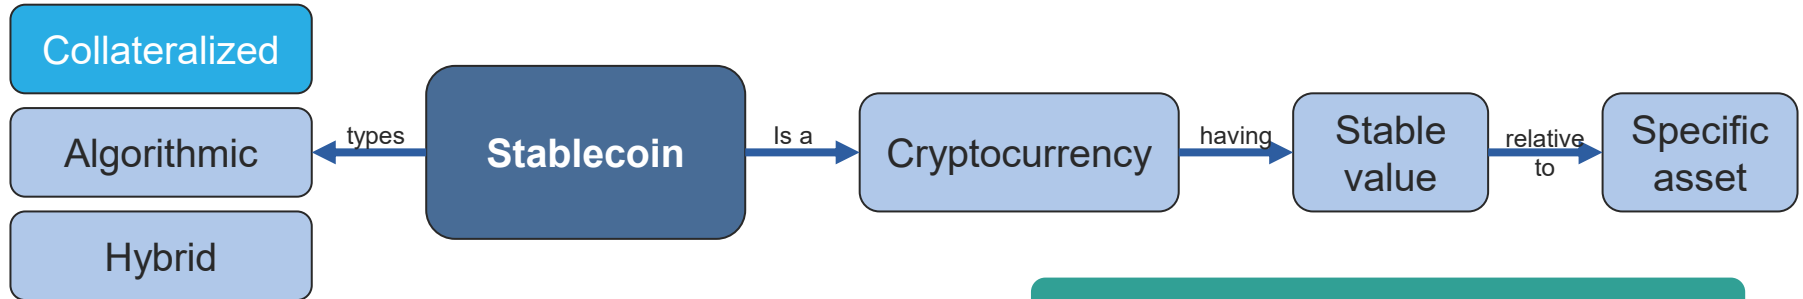 Collateralized
Algorithmic
Hybrid
types
Stablecoin
Is a
Cryptocurrency
having
Stable
value
relative
to
Specific
asset